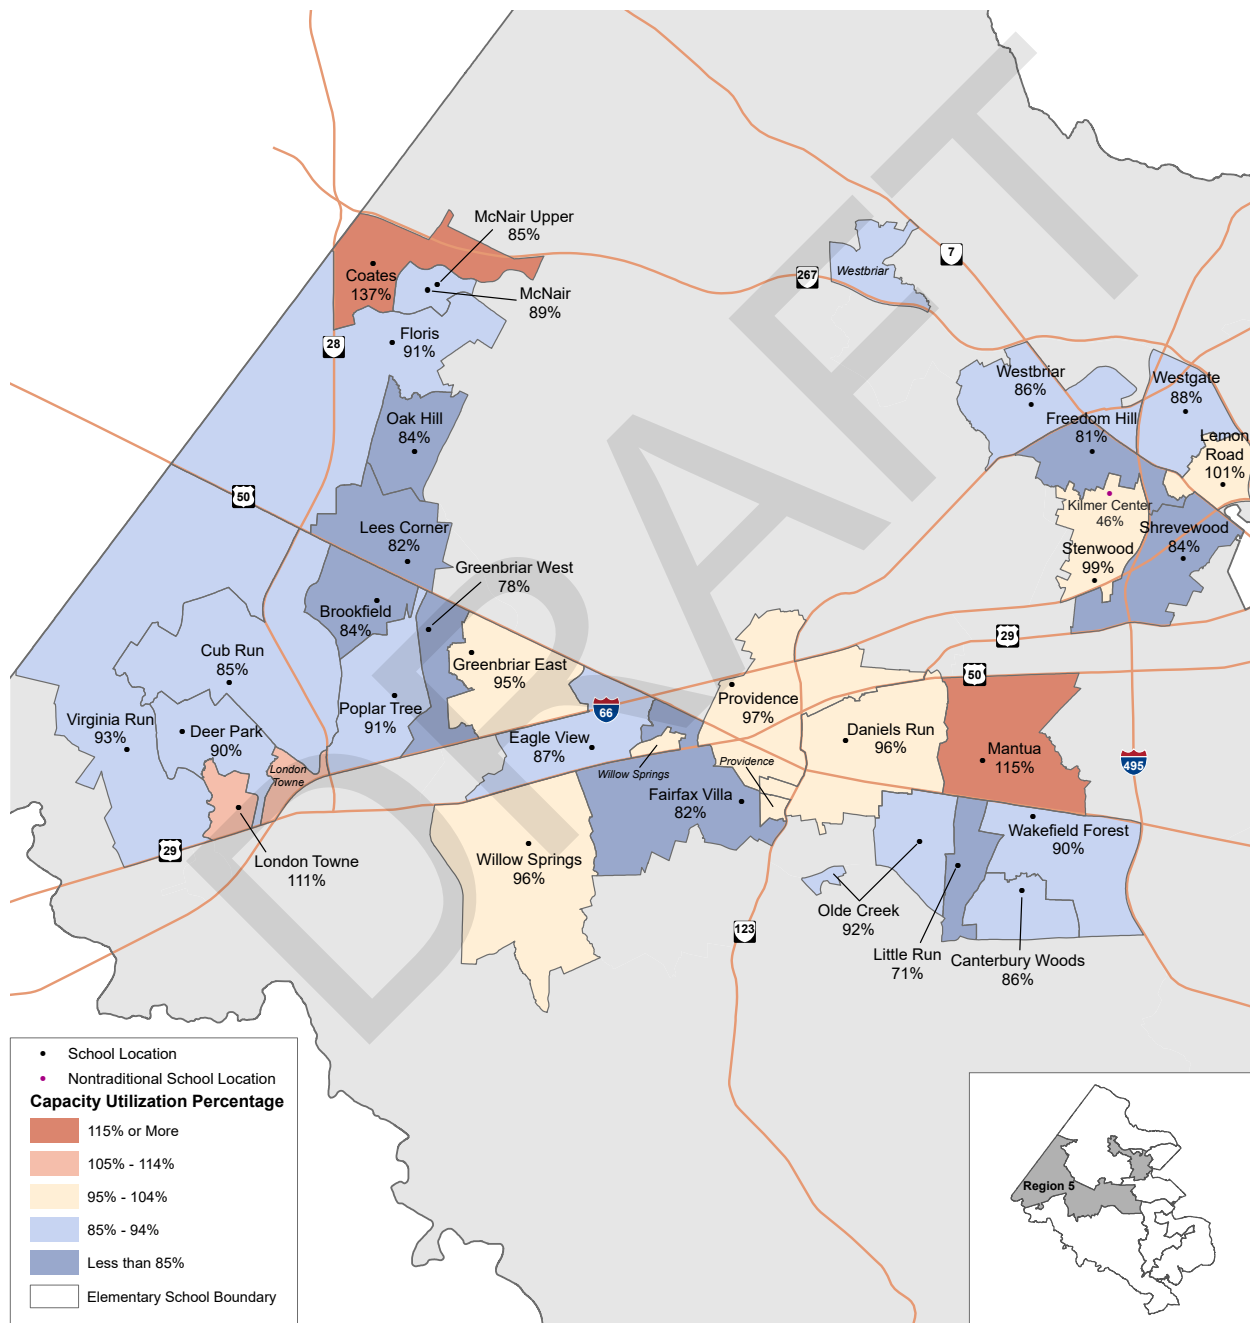 McNair Upper
85%
Coates
137%
McNair
89%
267
7
Westbriar
28
Floris
91%
Westbriar
86%
Westgate
88%
Oak Hill
84%
Freedom Hill
81%
Lemon
Road
101%
50
Kilmer Center
46%
Lees Corner
82%
Shrevewood
84%
Stenwood
99%
Greenbriar West
78%
Brookfield
84%
29
Cub Run
85%
Greenbriar East
95%
50
Providence
97%
Poplar Tree
91%
66
Virginia Run
93%
Deer Park
90%
Daniels Run
96%
Eagle View
87%
Mantua
115%
495
London
Towne
Willow Springs
Providence
Fairfax Villa
82%
Wakefield Forest
90%
29
London Towne
111%
Willow Springs
96%
Olde Creek
92%
123
Little Run
71%
Canterbury Woods
86%
DRAFT
School Location
Nontraditional School Location
Capacity Utilization Percentage
115% or More
105% - 114%
95% - 104%
85% - 94%
Less than 85%
Elementary School Boundary
Region 5